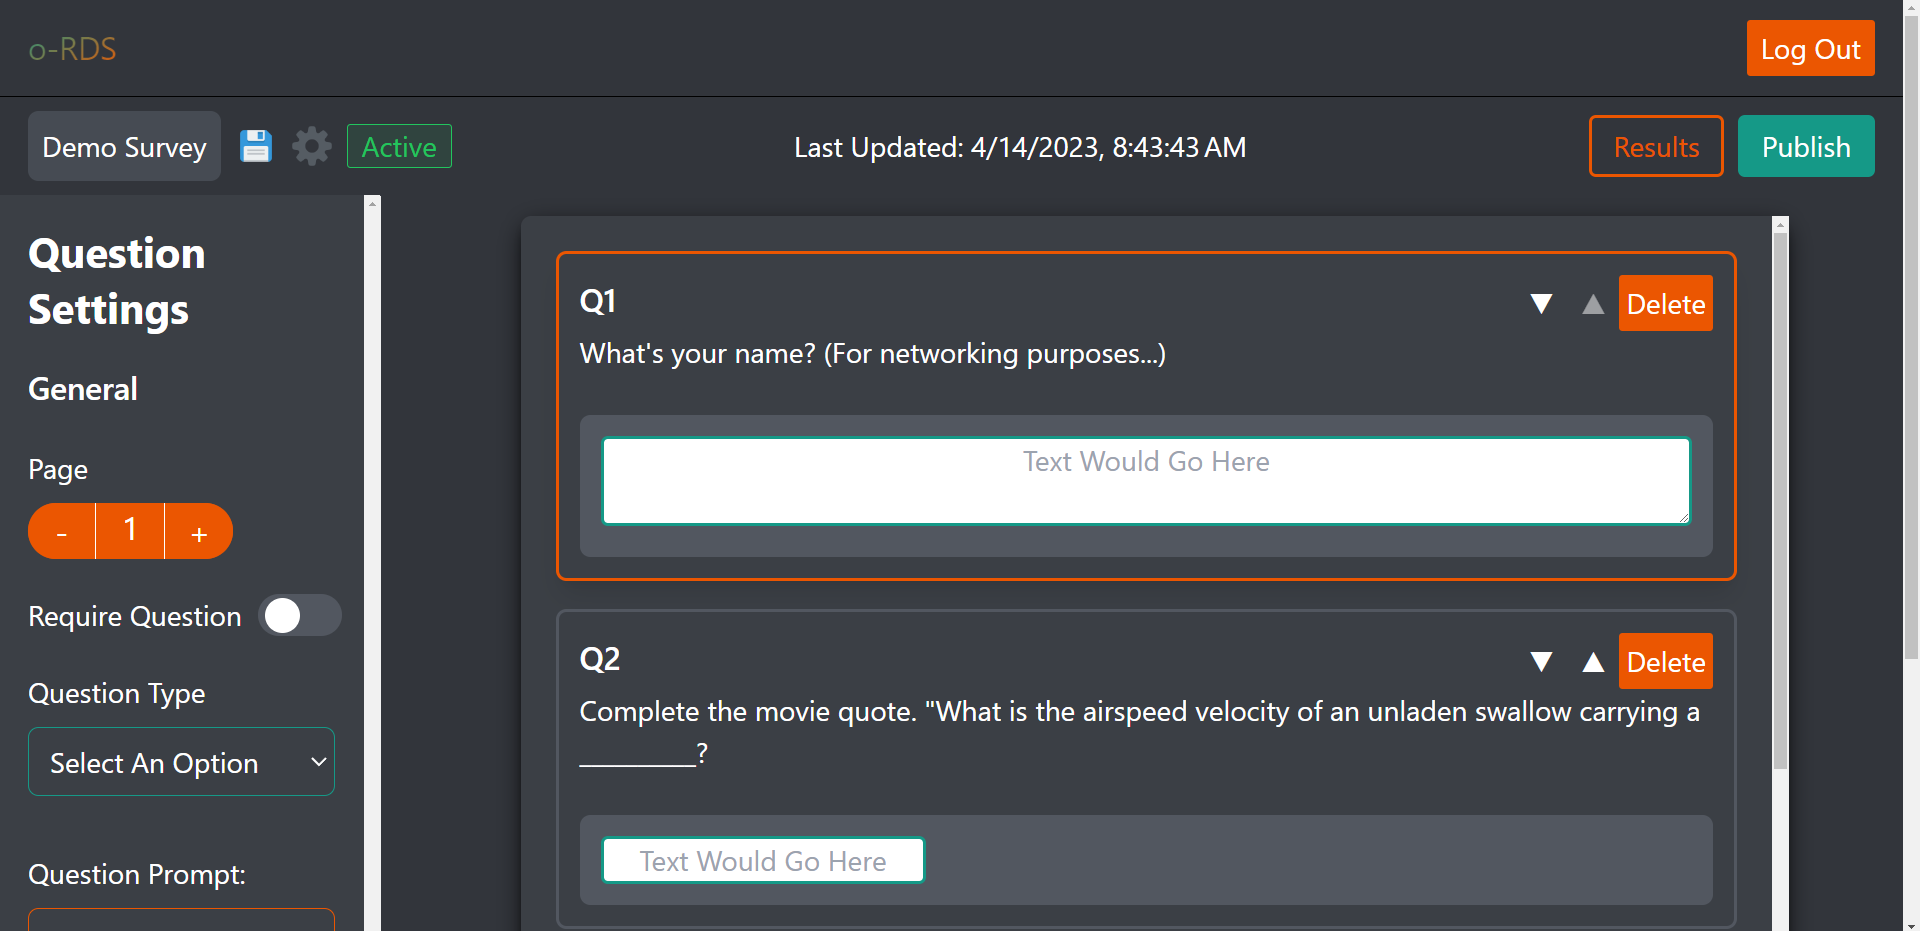 o-RDS
Log Out
Demo Survey
Active
Last Updated: 4/14/2023, 8:43:43 AM
Results
Publish
Question
Settings
General
Page
- 1 +
Require Question
Question Type
Select An Option
Question Prompt:
Q1
▼ ▲ Delete
What's your name? (For networking purposes...)
Text Would Go Here
Q2
▼ ▲ Delete
Complete the movie quote. "What is the airspeed velocity of an unladen swallow carrying a
_________?
Text Would Go Here